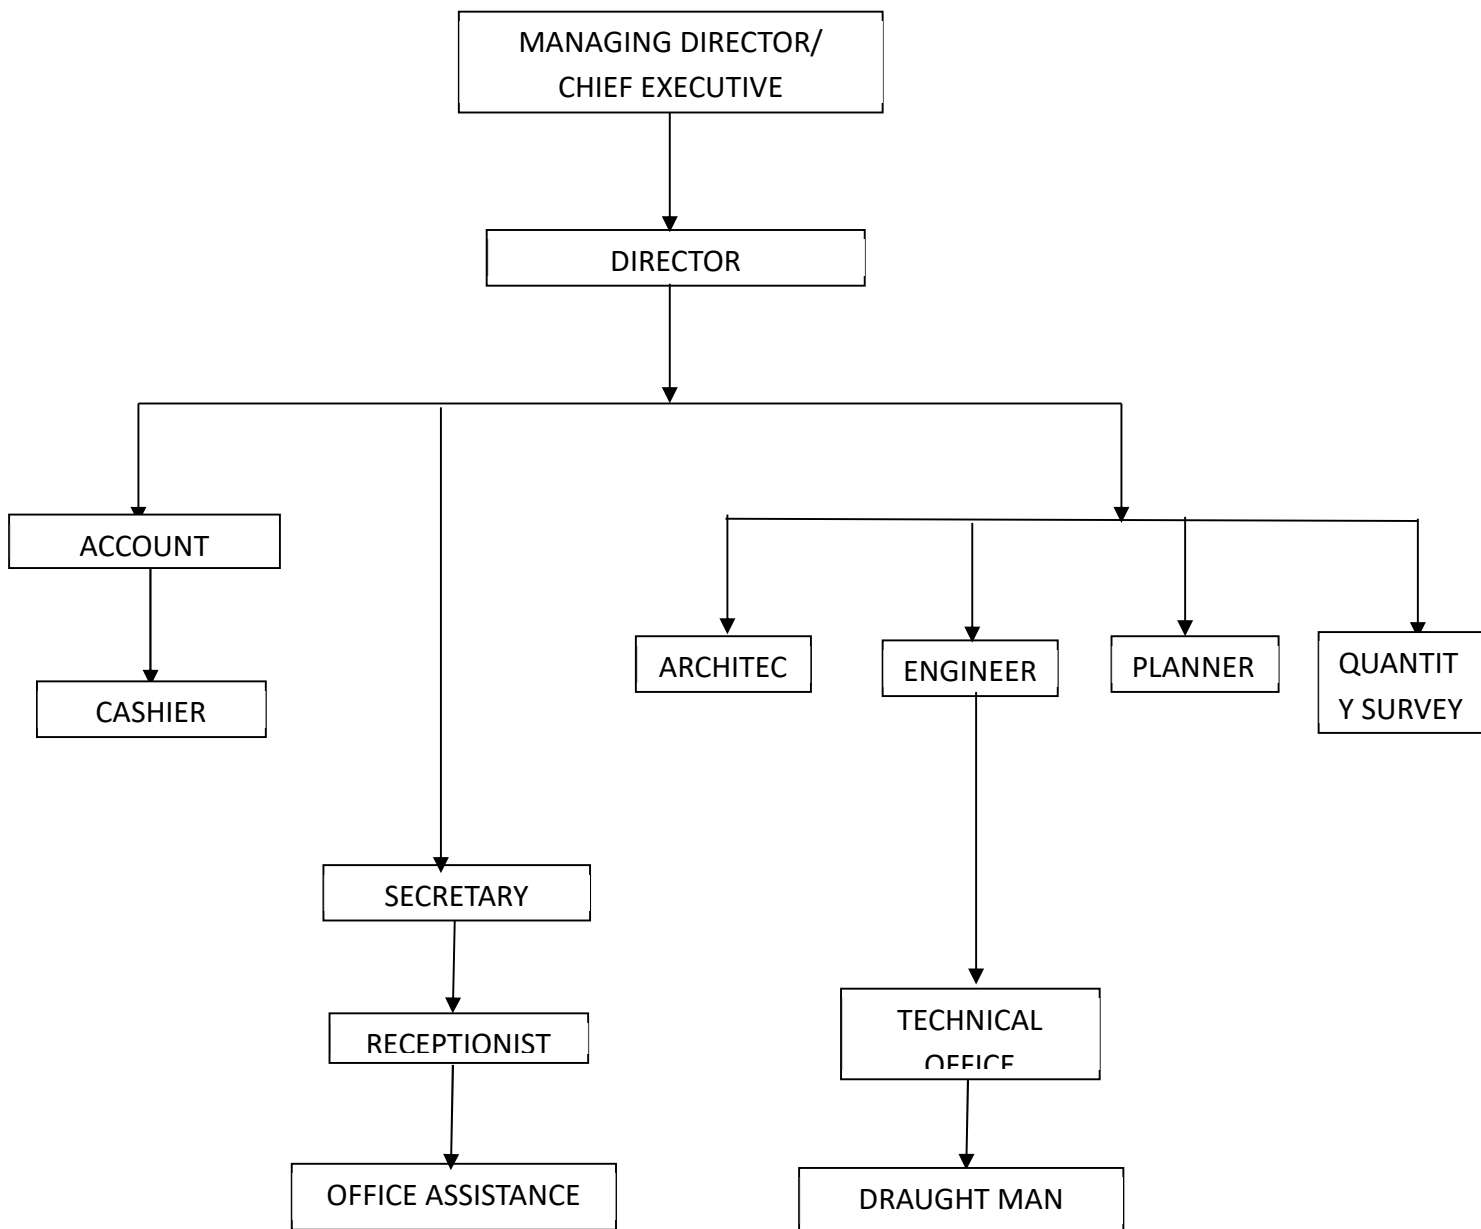 MANAGING DIRECTOR/
CHIEF EXECUTIVE
DIRECTOR
ACCOUNT
CASHIER
ARCHITEC
ENGINEER
PLANNER
QUANTIT
Y SURVEY
SECRETARY
RECEPTIONIST
TECHNICAL
OFFICE
OFFICE ASSISTANCE
DRAUGHT MAN